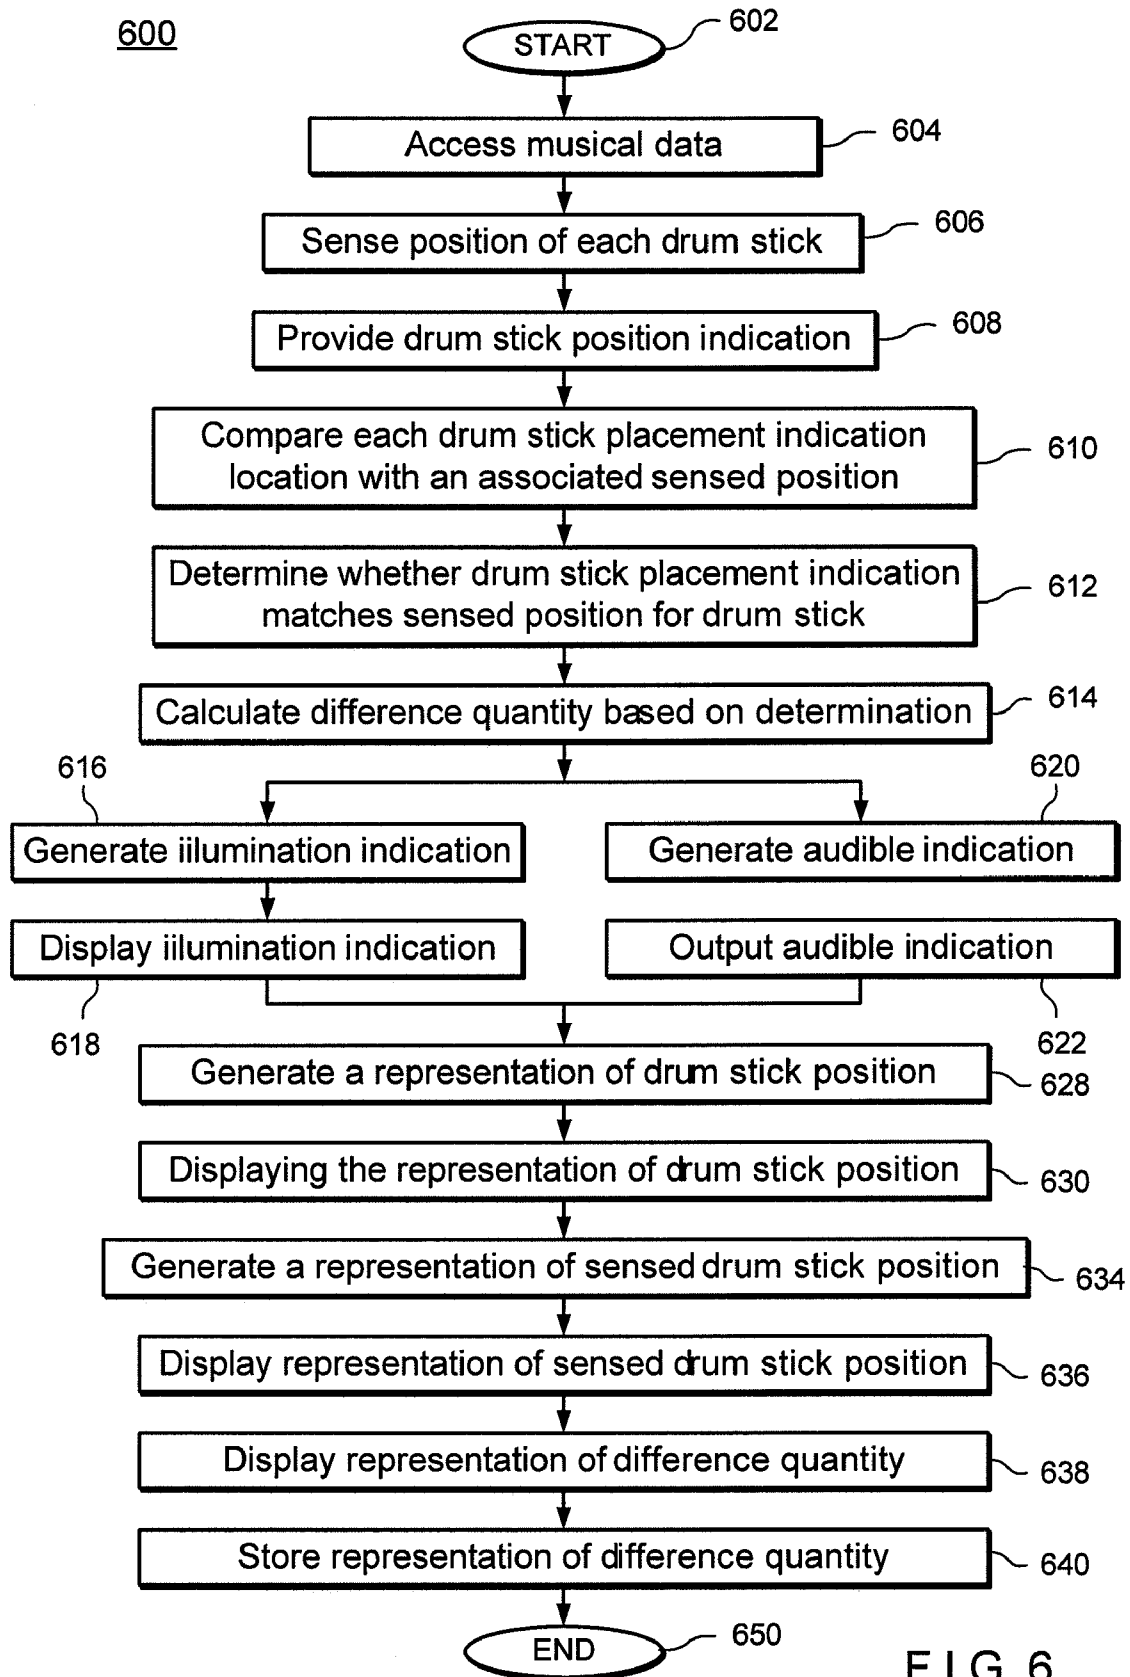 600
START
602
Access musical data
604
Sense position of each drum stick
606
Provide drum stick position indication
608
Compare each drum stick placement indication
location with an associated sensed position
610
Determine whether drum stick placement indication
matches sensed position for drum stick
612
Calculate difference quantity based on determination
614
616
620
Generate iilumination indication
Generate audible indication
Display iilumination indication
Output audible indication
618
622
Generate a representation of drum stick position
628
Displaying the representation of drum stick position
630
Generate a representation of sensed drum stick position
634
Display representation of sensed drum stick position
636
Display representation of difference quantity
638
Store representation of difference quantity
640
END
650
FIG. 6